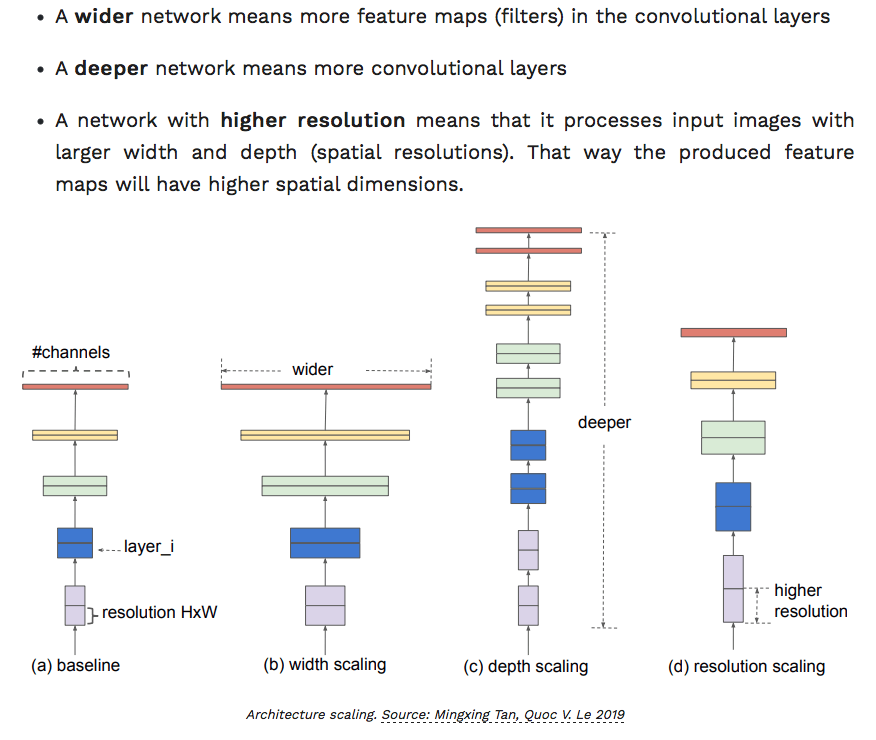 • A wider network means more feature maps (filters) in the convolutional layers
• A deeper network means more convolutional layers
• A network with higher resolution means that it processes input images with
larger width and depth (spatial resolutions). That way the produced feature
maps will have higher spatial dimensions.
#channels
wider
deeper
layer_i
resolution HxW
higher
resolution
(a) baseline
(b) width scaling
(c) depth scaling
(d) resolution scaling
Architecture scaling. Source: Mingxing Tan, Quoc V. Le 2019